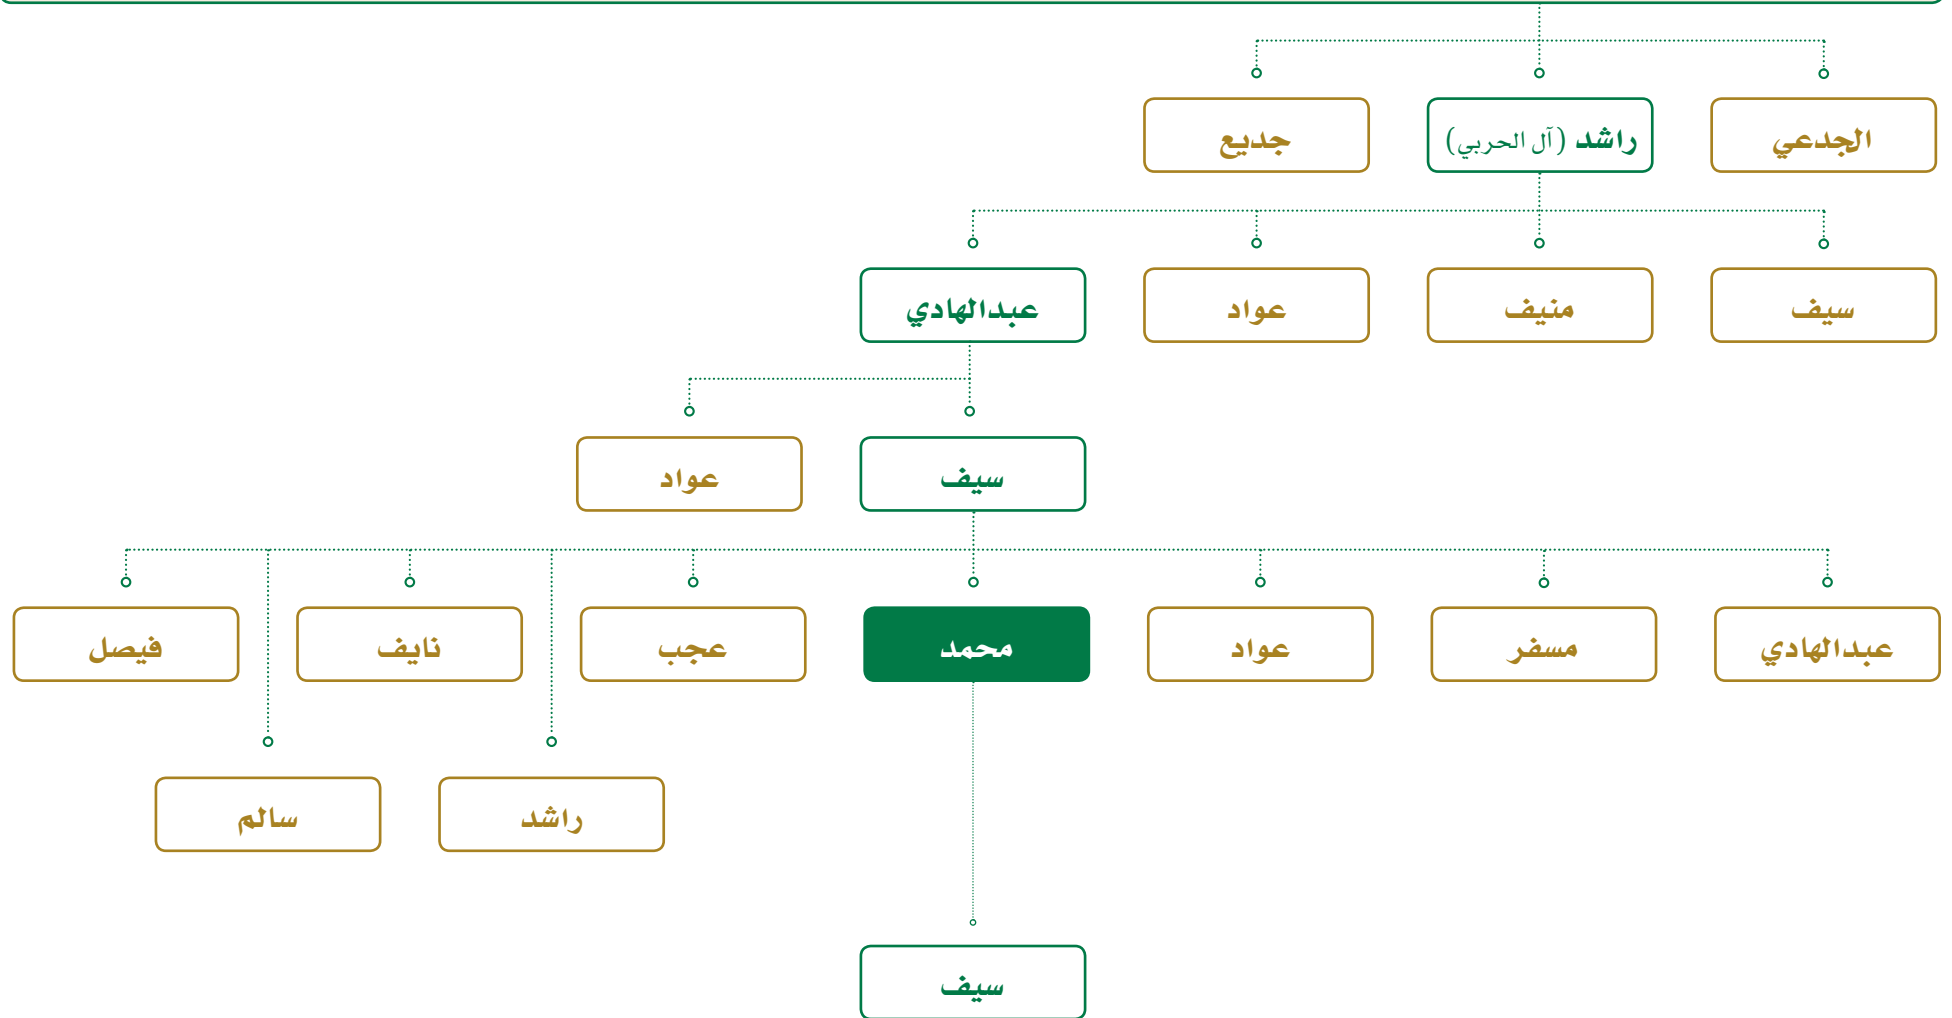 الجدعي
راشد (آل الحربي)
جديع
سيف
منيف
عواد
عبدالهادي
سيف
عواد
عبدالهادي
مسفر
عواد
محمد
عجب
نايف
فيصل
راشد
سالم
سيف